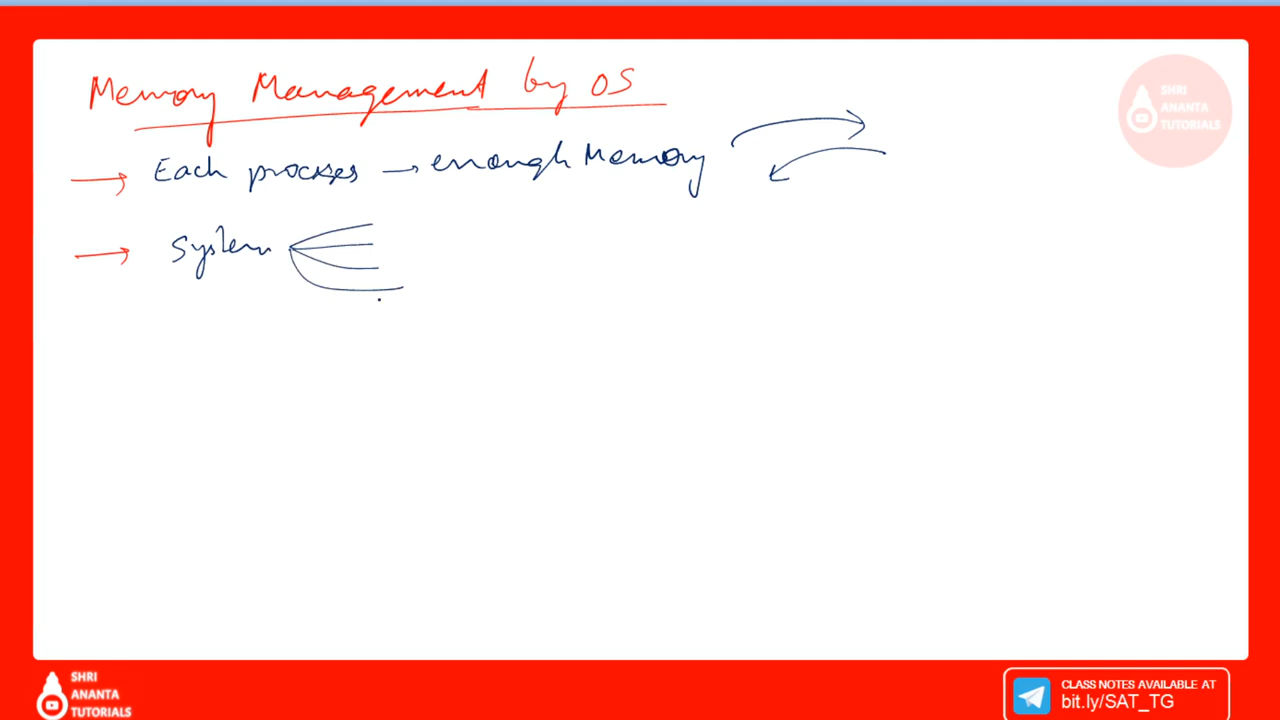 Memory Management by OS
→ Each process → enough Memory
→ System
SHRI
ANANTA
TUTORIALS
SHRI
ANANTA
TUTORIALS
CLASS NOTES AVAILABLE AT
bit.ly/SAT_TG